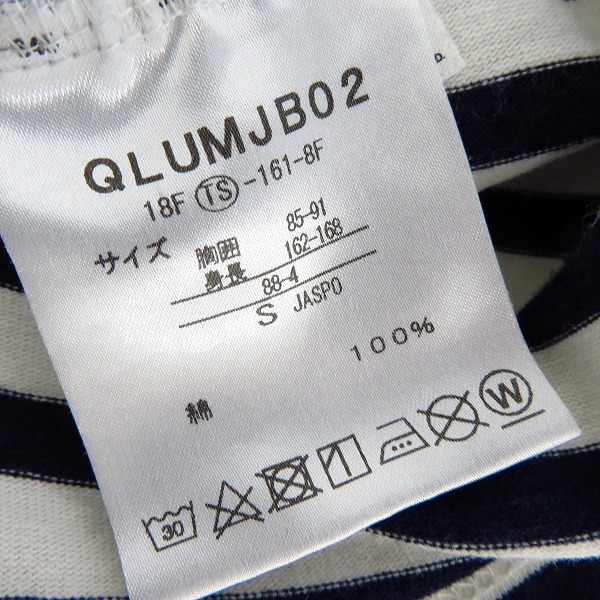 QLUMJB02
18F TS-161-8F
サイズ 胸囲 85-91
身長 162-168
88-4
S JASPO
綿 100%
30 W
D.